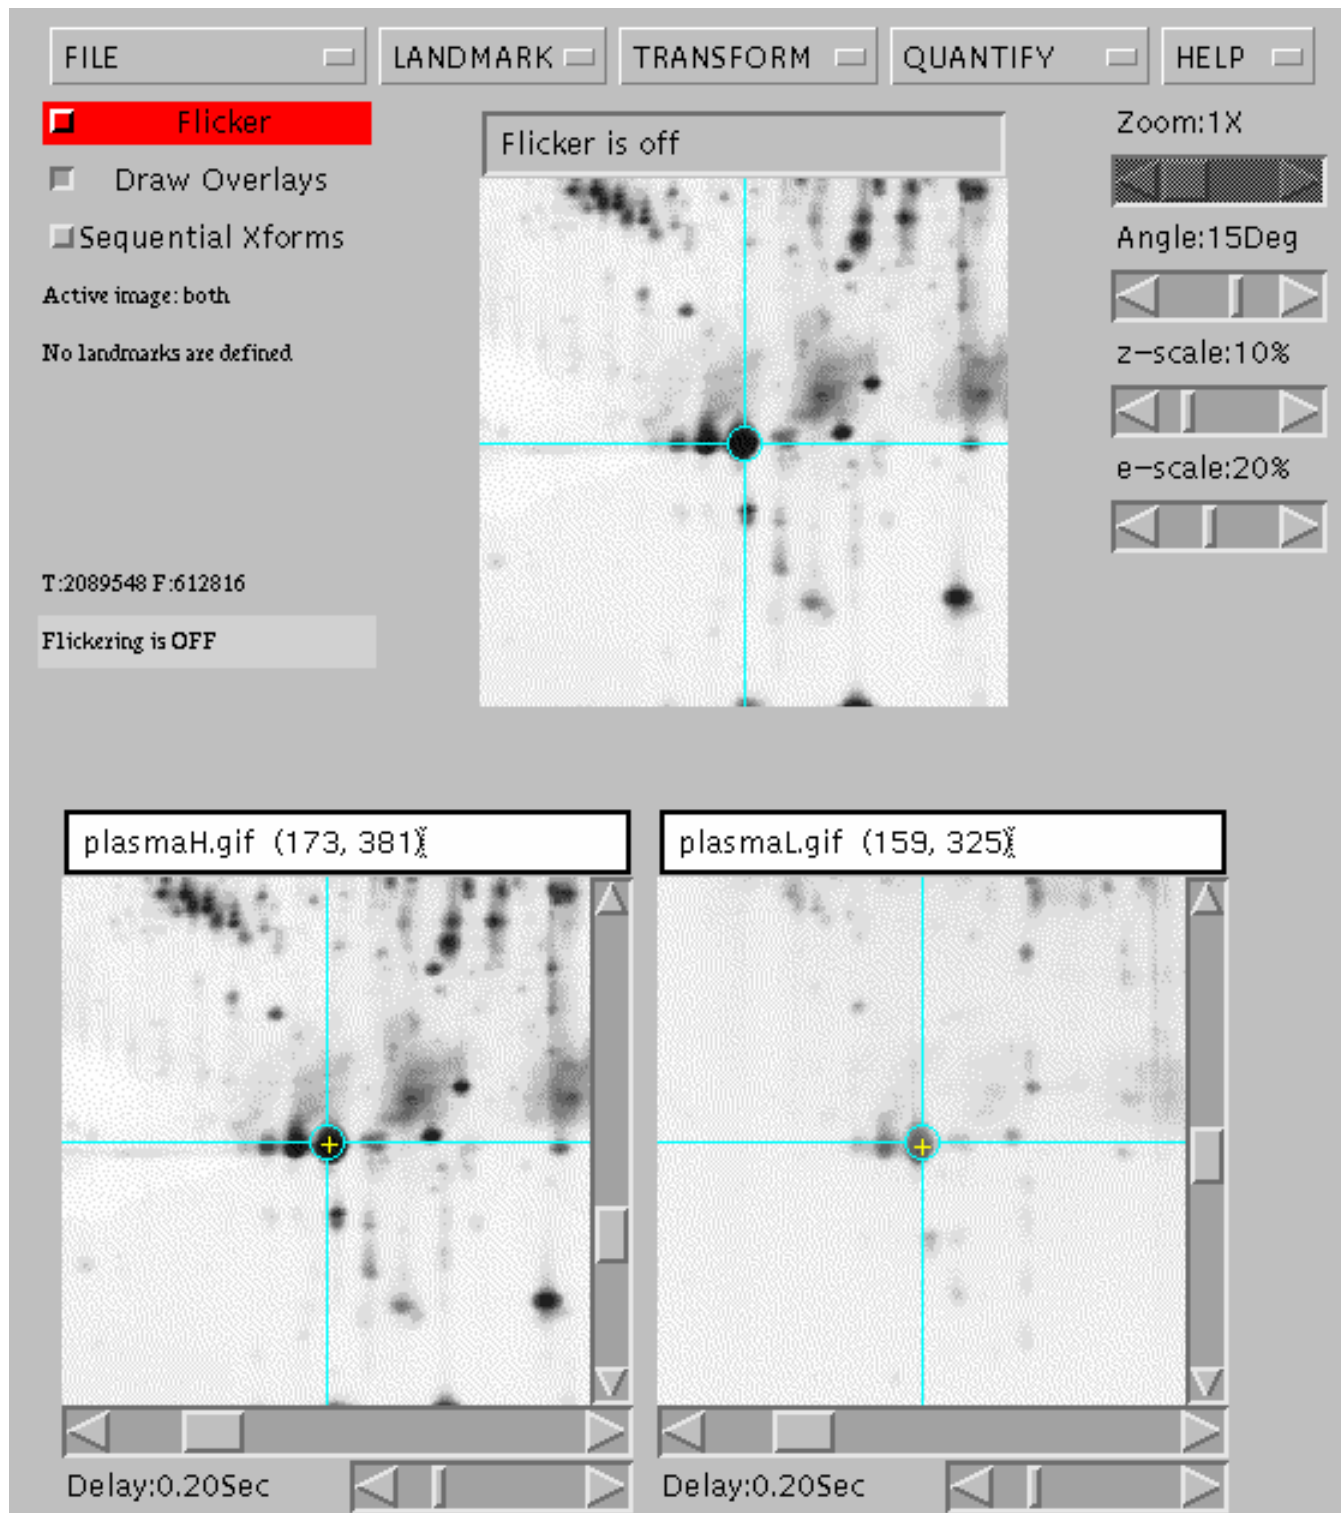 FILE LANDMARK TRANSFORM QUANTIFY HELP
Flicker
Draw Overlays
Sequential Xforms
Active image: both
No landmarks are defined
T:2089548 F:612816
Flickering is OFF
Flicker is off
Zoom:1X
Angle:15Deg
z-scale:10%
e-scale:20%
plasmaH.gif (173, 381)
plasmaL.gif (159, 325)
Delay:0.20Sec
Delay:0.20Sec